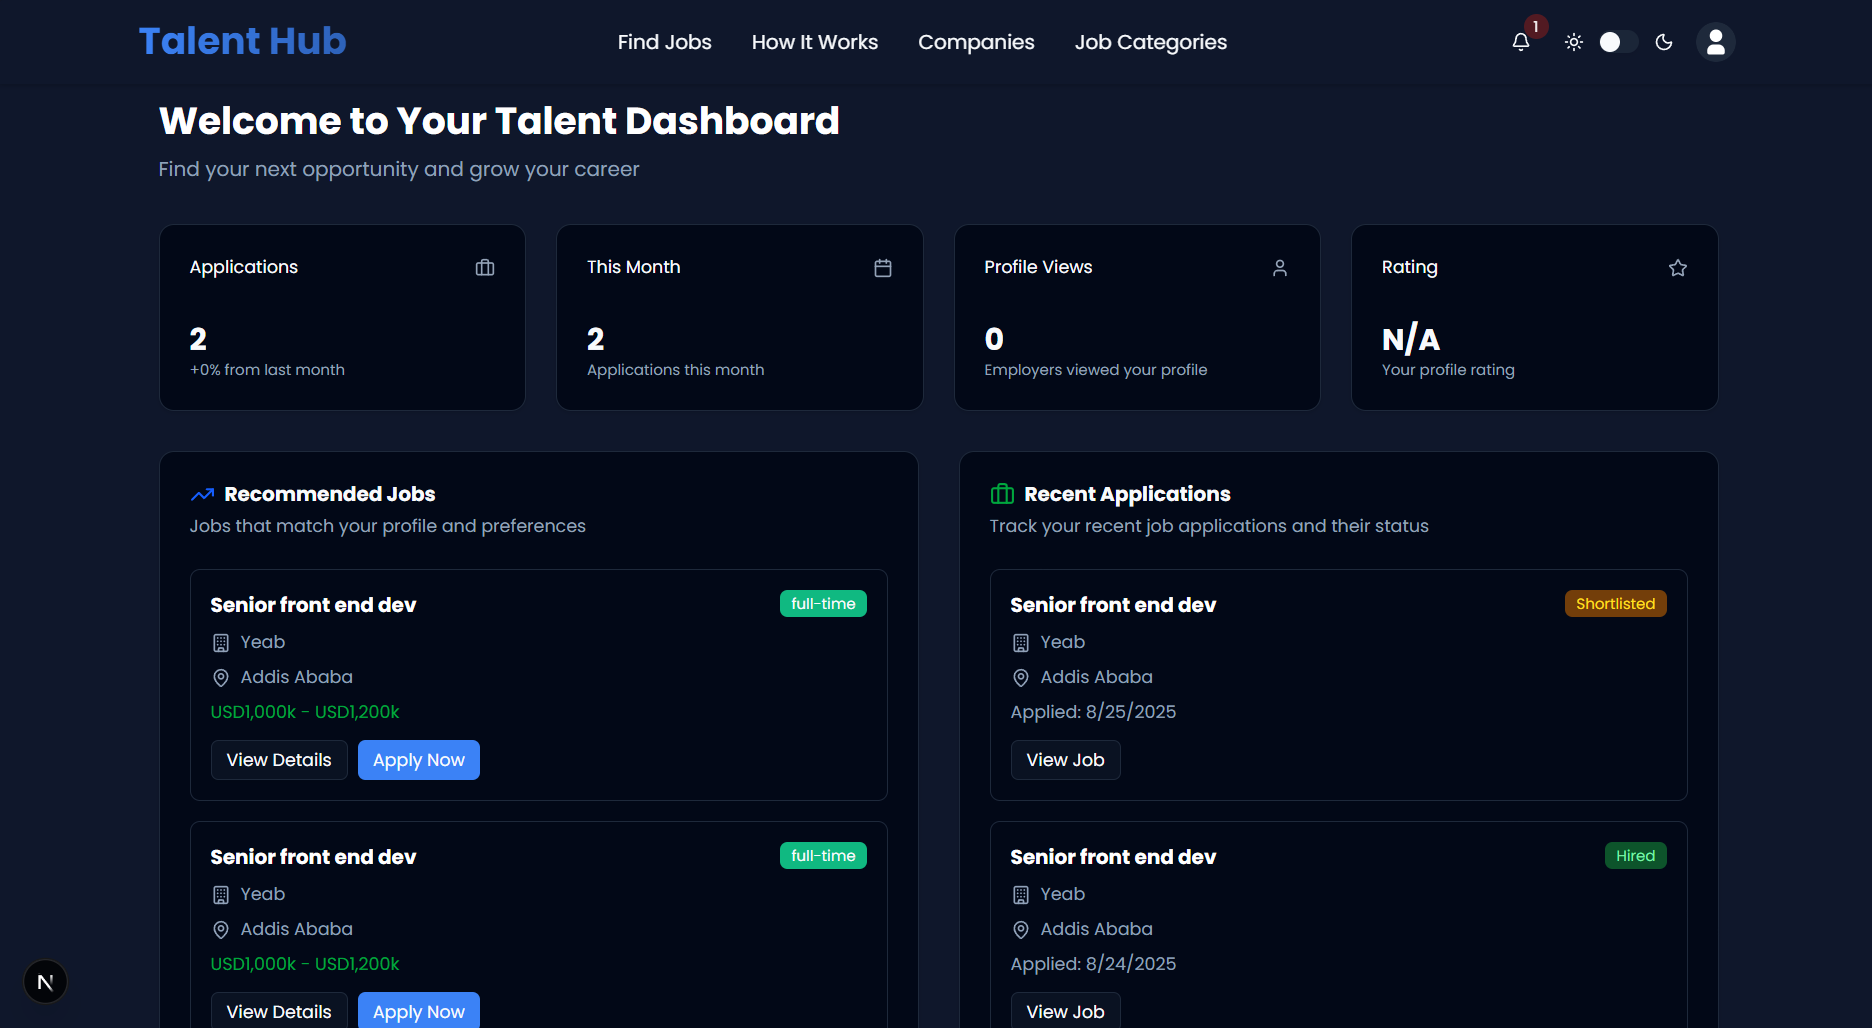 Talent Hub
Find Jobs
How It Works
Companies
Job Categories
1
Welcome to Your Talent Dashboard
Find your next opportunity and grow your career
Applications
2
+0% from last month
This Month
2
Applications this month
Profile Views
0
Employers viewed your profile
Rating
N/A
Your profile rating
Recommended Jobs
Jobs that match your profile and preferences
Senior front end dev
full-time
Yeab
Addis Ababa
USD1,000k - USD1,200k
View Details
Apply Now
Senior front end dev
full-time
Yeab
Addis Ababa
USD1,000k - USD1,200k
View Details
Apply Now
Recent Applications
Track your recent job applications and their status
Senior front end dev
Shortlisted
Yeab
Addis Ababa
Applied: 8/25/2025
View Job
Senior front end dev
Hired
Yeab
Addis Ababa
Applied: 8/24/2025
View Job
N